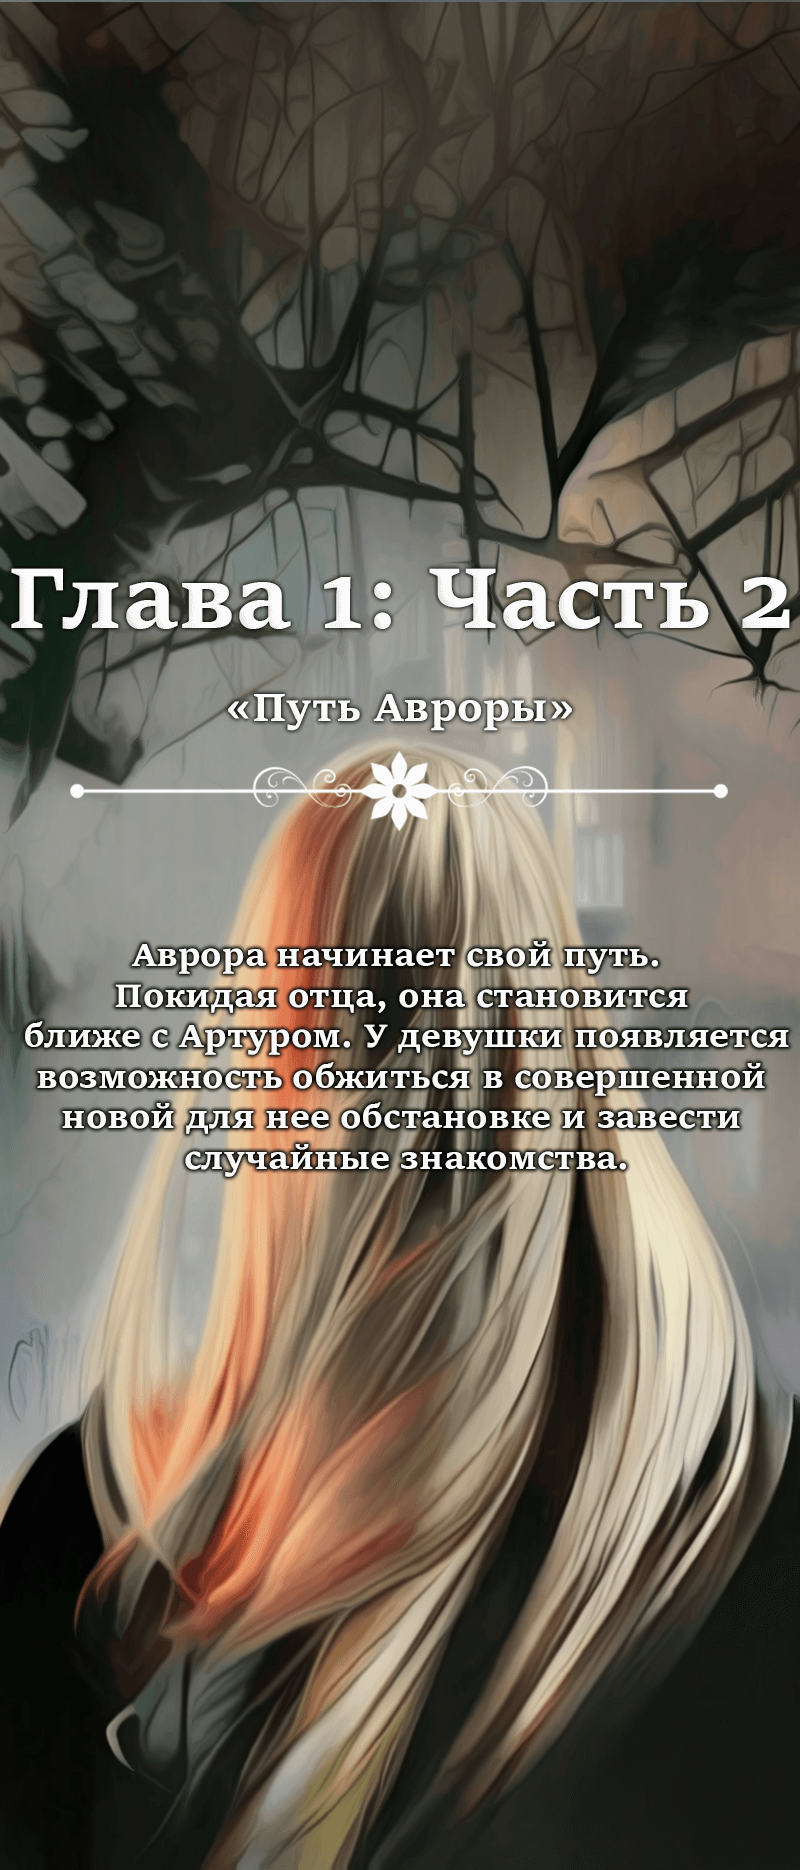 Глава 1: Часть 2
«Путь Авроры»
Аврора начинает свой путь.
Покидая отца, она становится
ближе с Артуром. У девушки появляется
возможность обжиться в совершенной
новой для нее обстановке и завести
случайные знакомства.